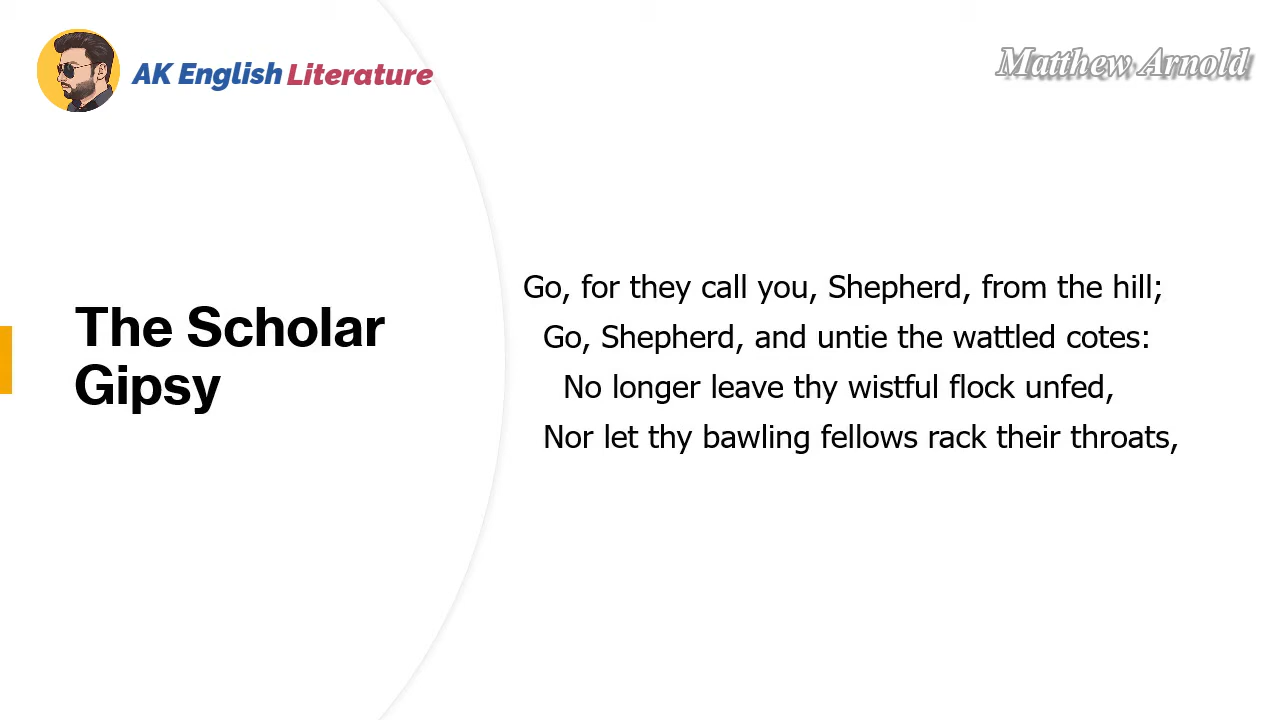 AK English Literature
Matthew Arnold
The Scholar
Gipsy
Go, for they call you, Shepherd, from the hill;
Go, Shepherd, and untie the wattled cotes:
No longer leave thy wistful flock unfed,
Nor let thy bawling fellows rack their throats,